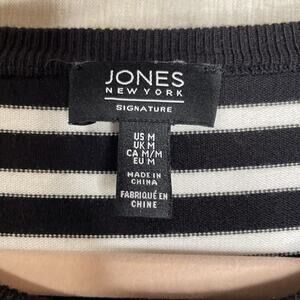 JONES
NEW YORK
SIGNATURE
US M
UK M
CA M/M
EU M
MADE IN
CHINA
FABRIQUÉ EN
CHINE